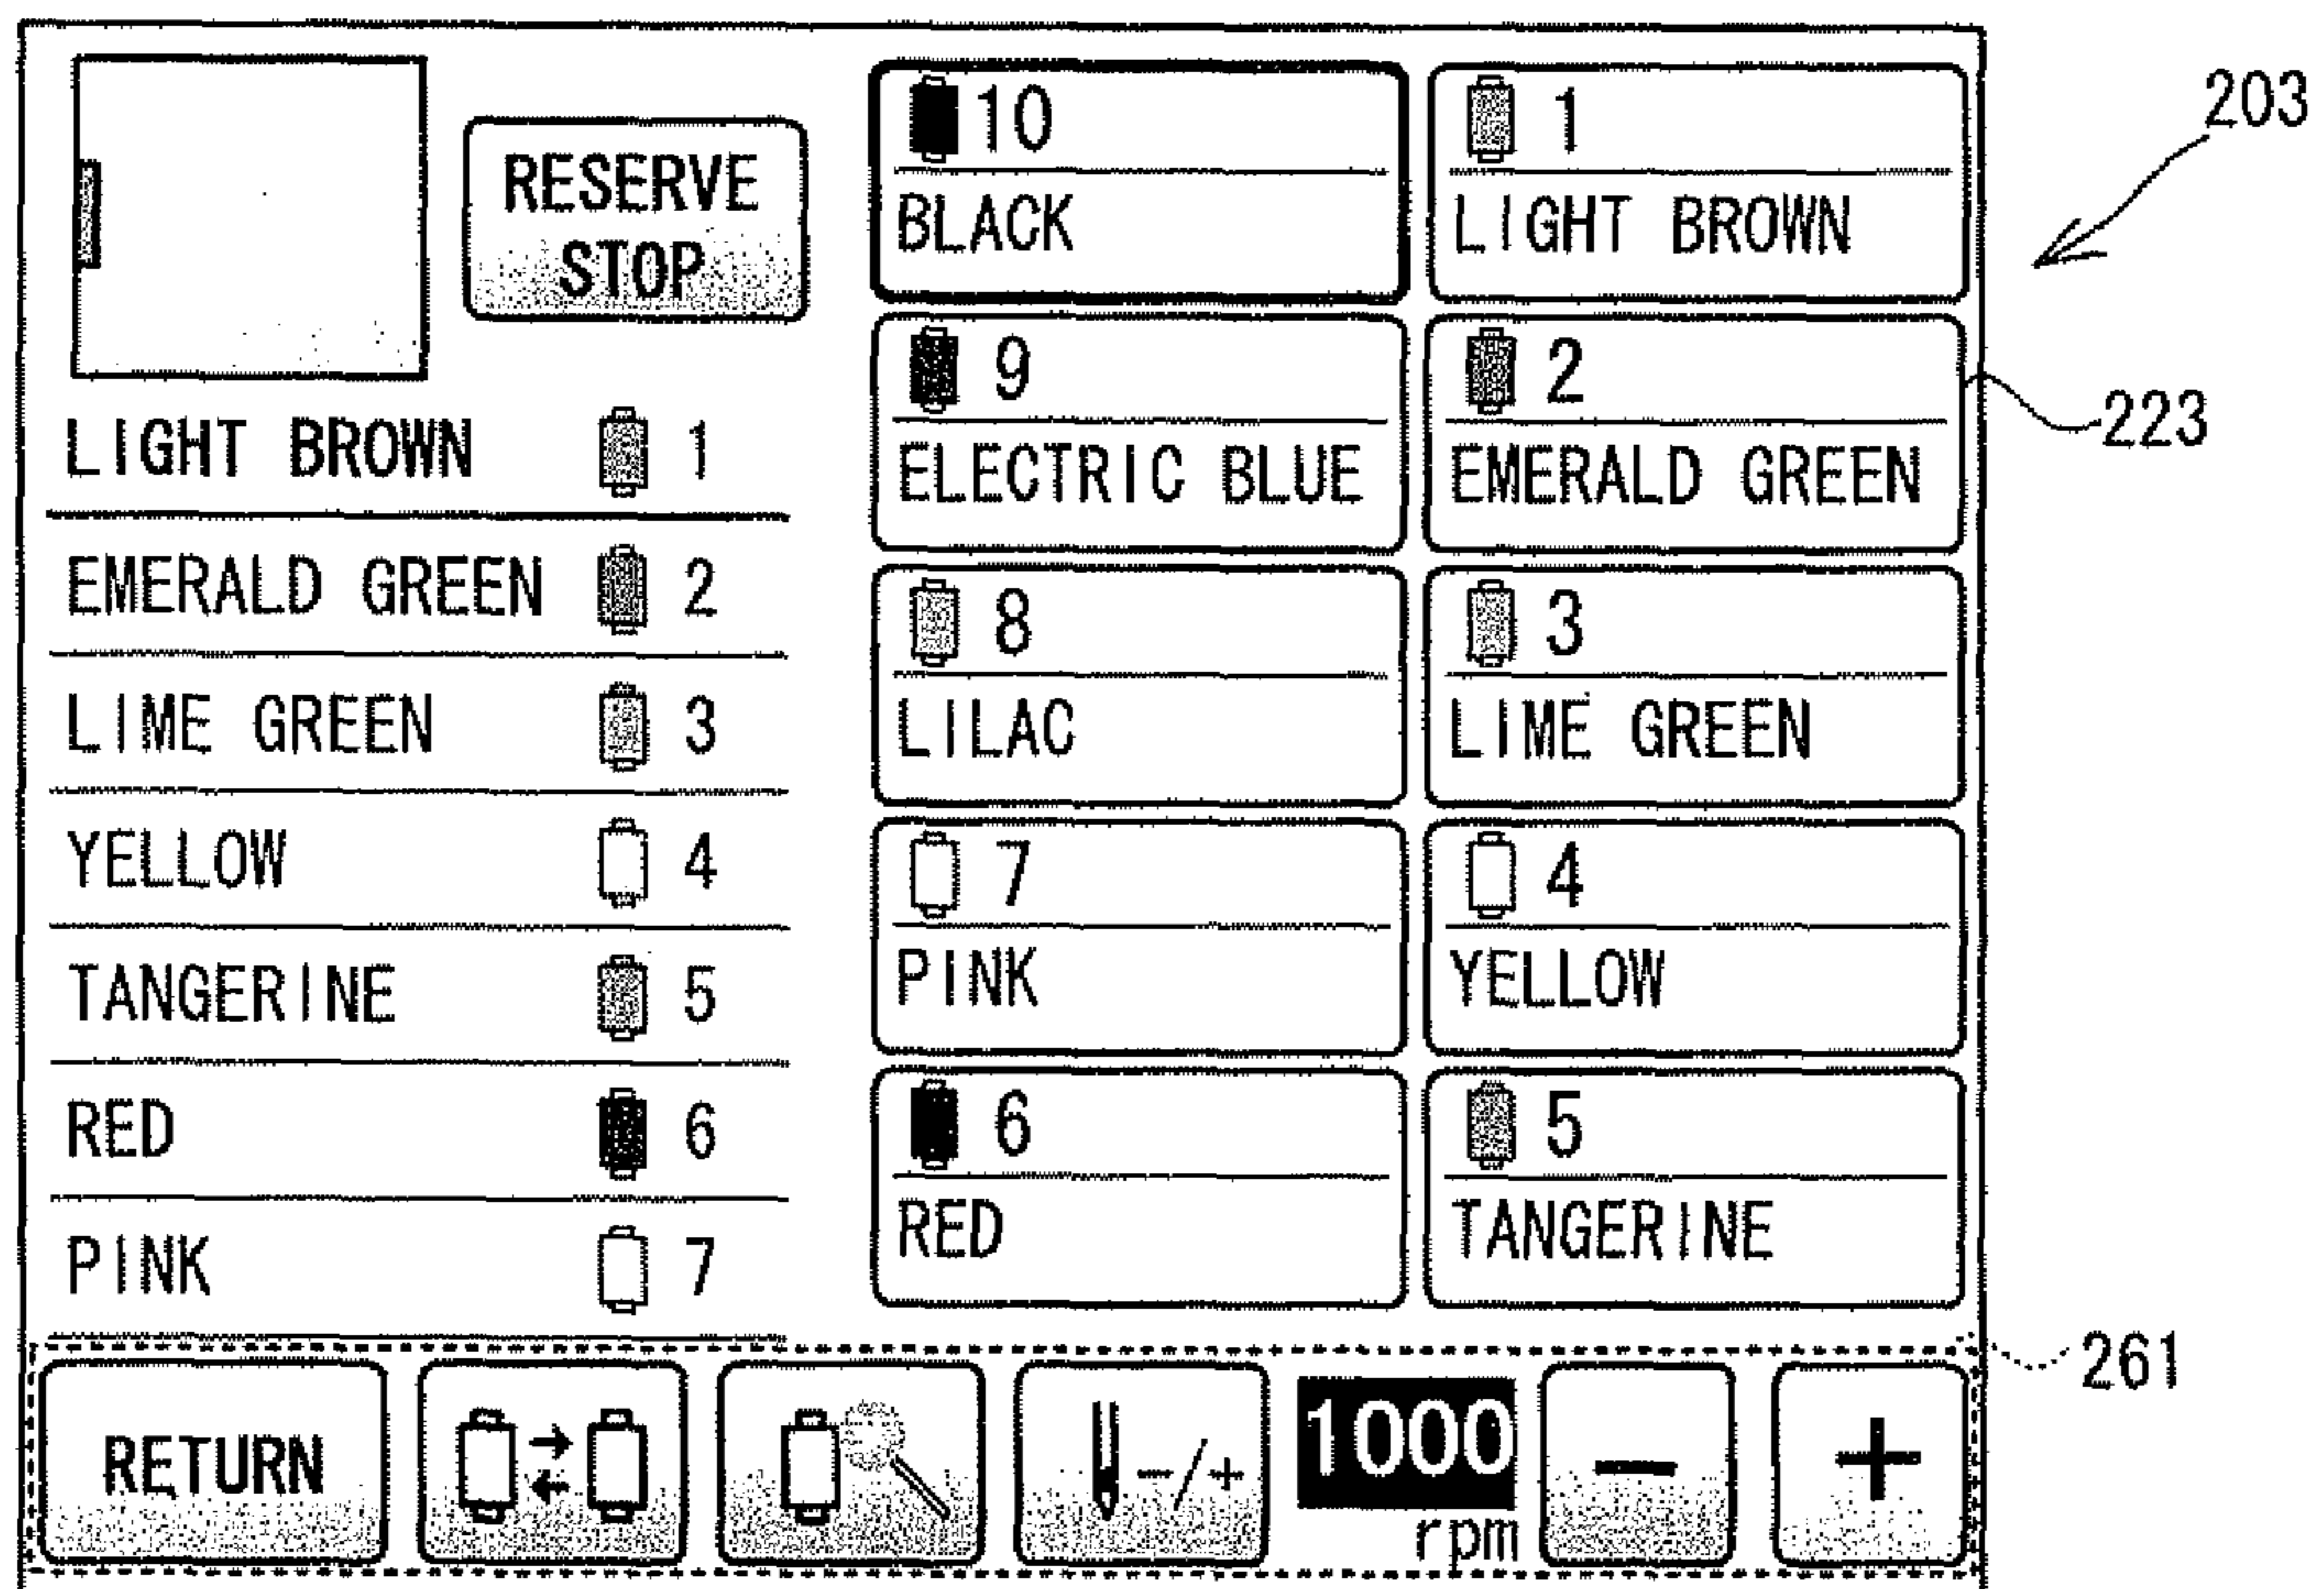 RESERVE
STOP
LIGHT BROWN 1
EMERALD GREEN 2
LIME GREEN 3
YELLOW 4
TANGERINE 5
RED 6
PINK 7
10
BLACK
1
LIGHT BROWN
9
ELECTRIC BLUE
2
EMERALD GREEN
8
LILAC
3
LIME GREEN
7
PINK
4
YELLOW
6
RED
5
TANGERINE
RETURN
-/+
1000
rpm
-
+
203
223
261